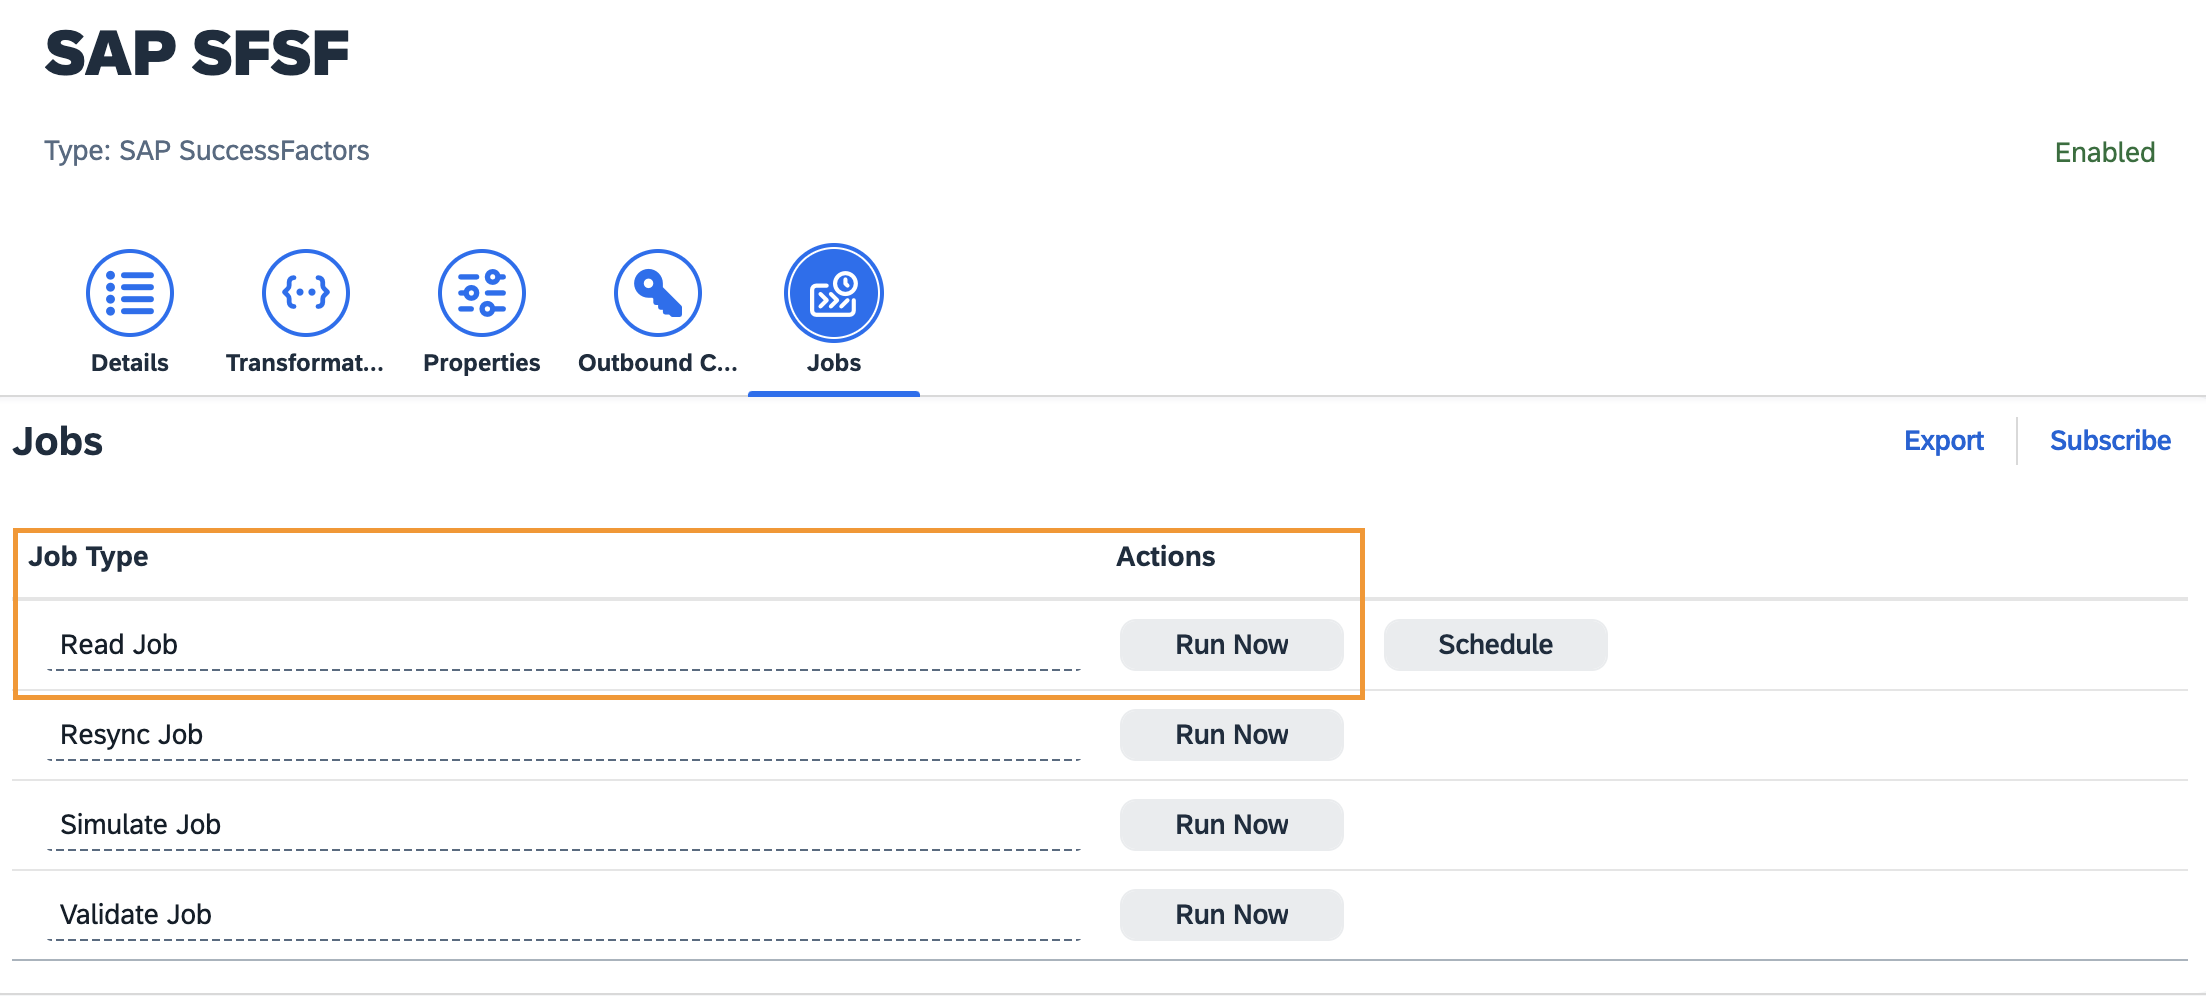 SAP SFSF
Type: SAP SuccessFactors
Enabled
Details
Transformat...
Properties
Outbound C...
Jobs
Jobs
Export
Subscribe
Job Type
Actions
Read Job
Run Now
Schedule
Resync Job
Run Now
Simulate Job
Run Now
Validate Job
Run Now